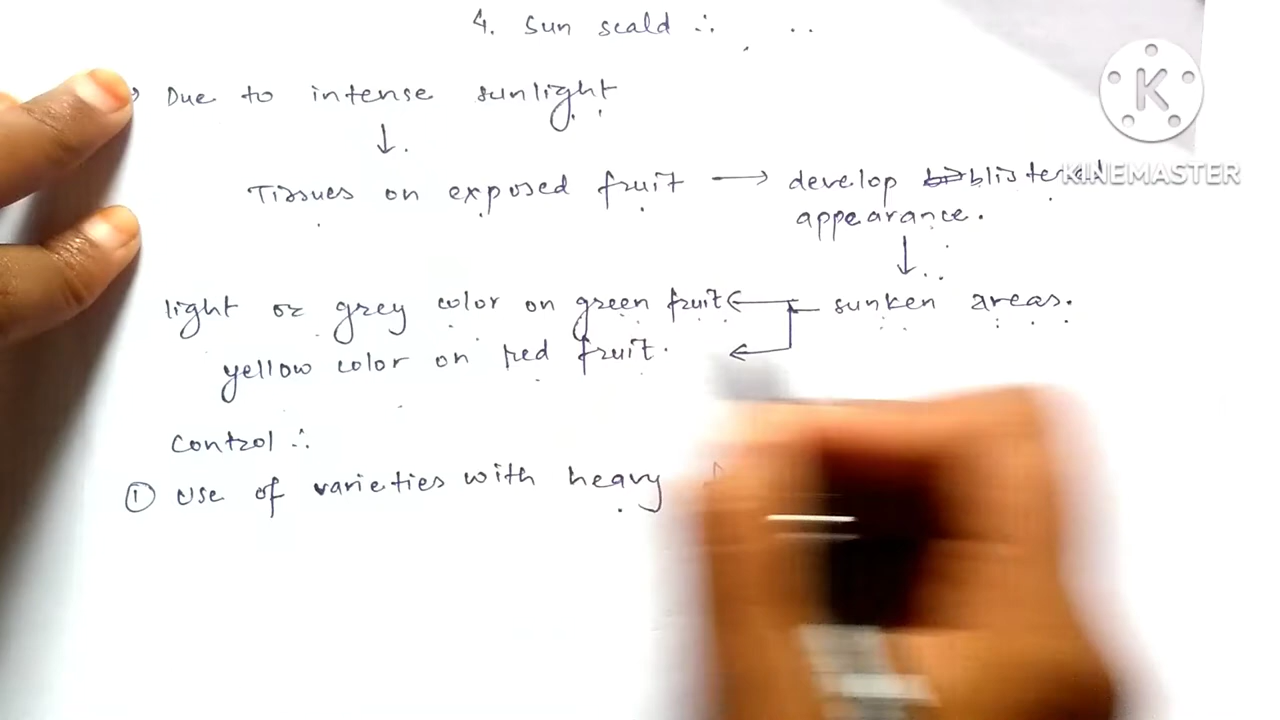 4. Sun scald ∴
Due to intense sunlight
↓
Tissues on exposed fruit → develop blistered
appearance.
↓
light or grey color on green fruit ← sunken areas.
yellow color on red fruit. ←
Control ∴
① Use of varieties with heavy
K
KINEMASTER